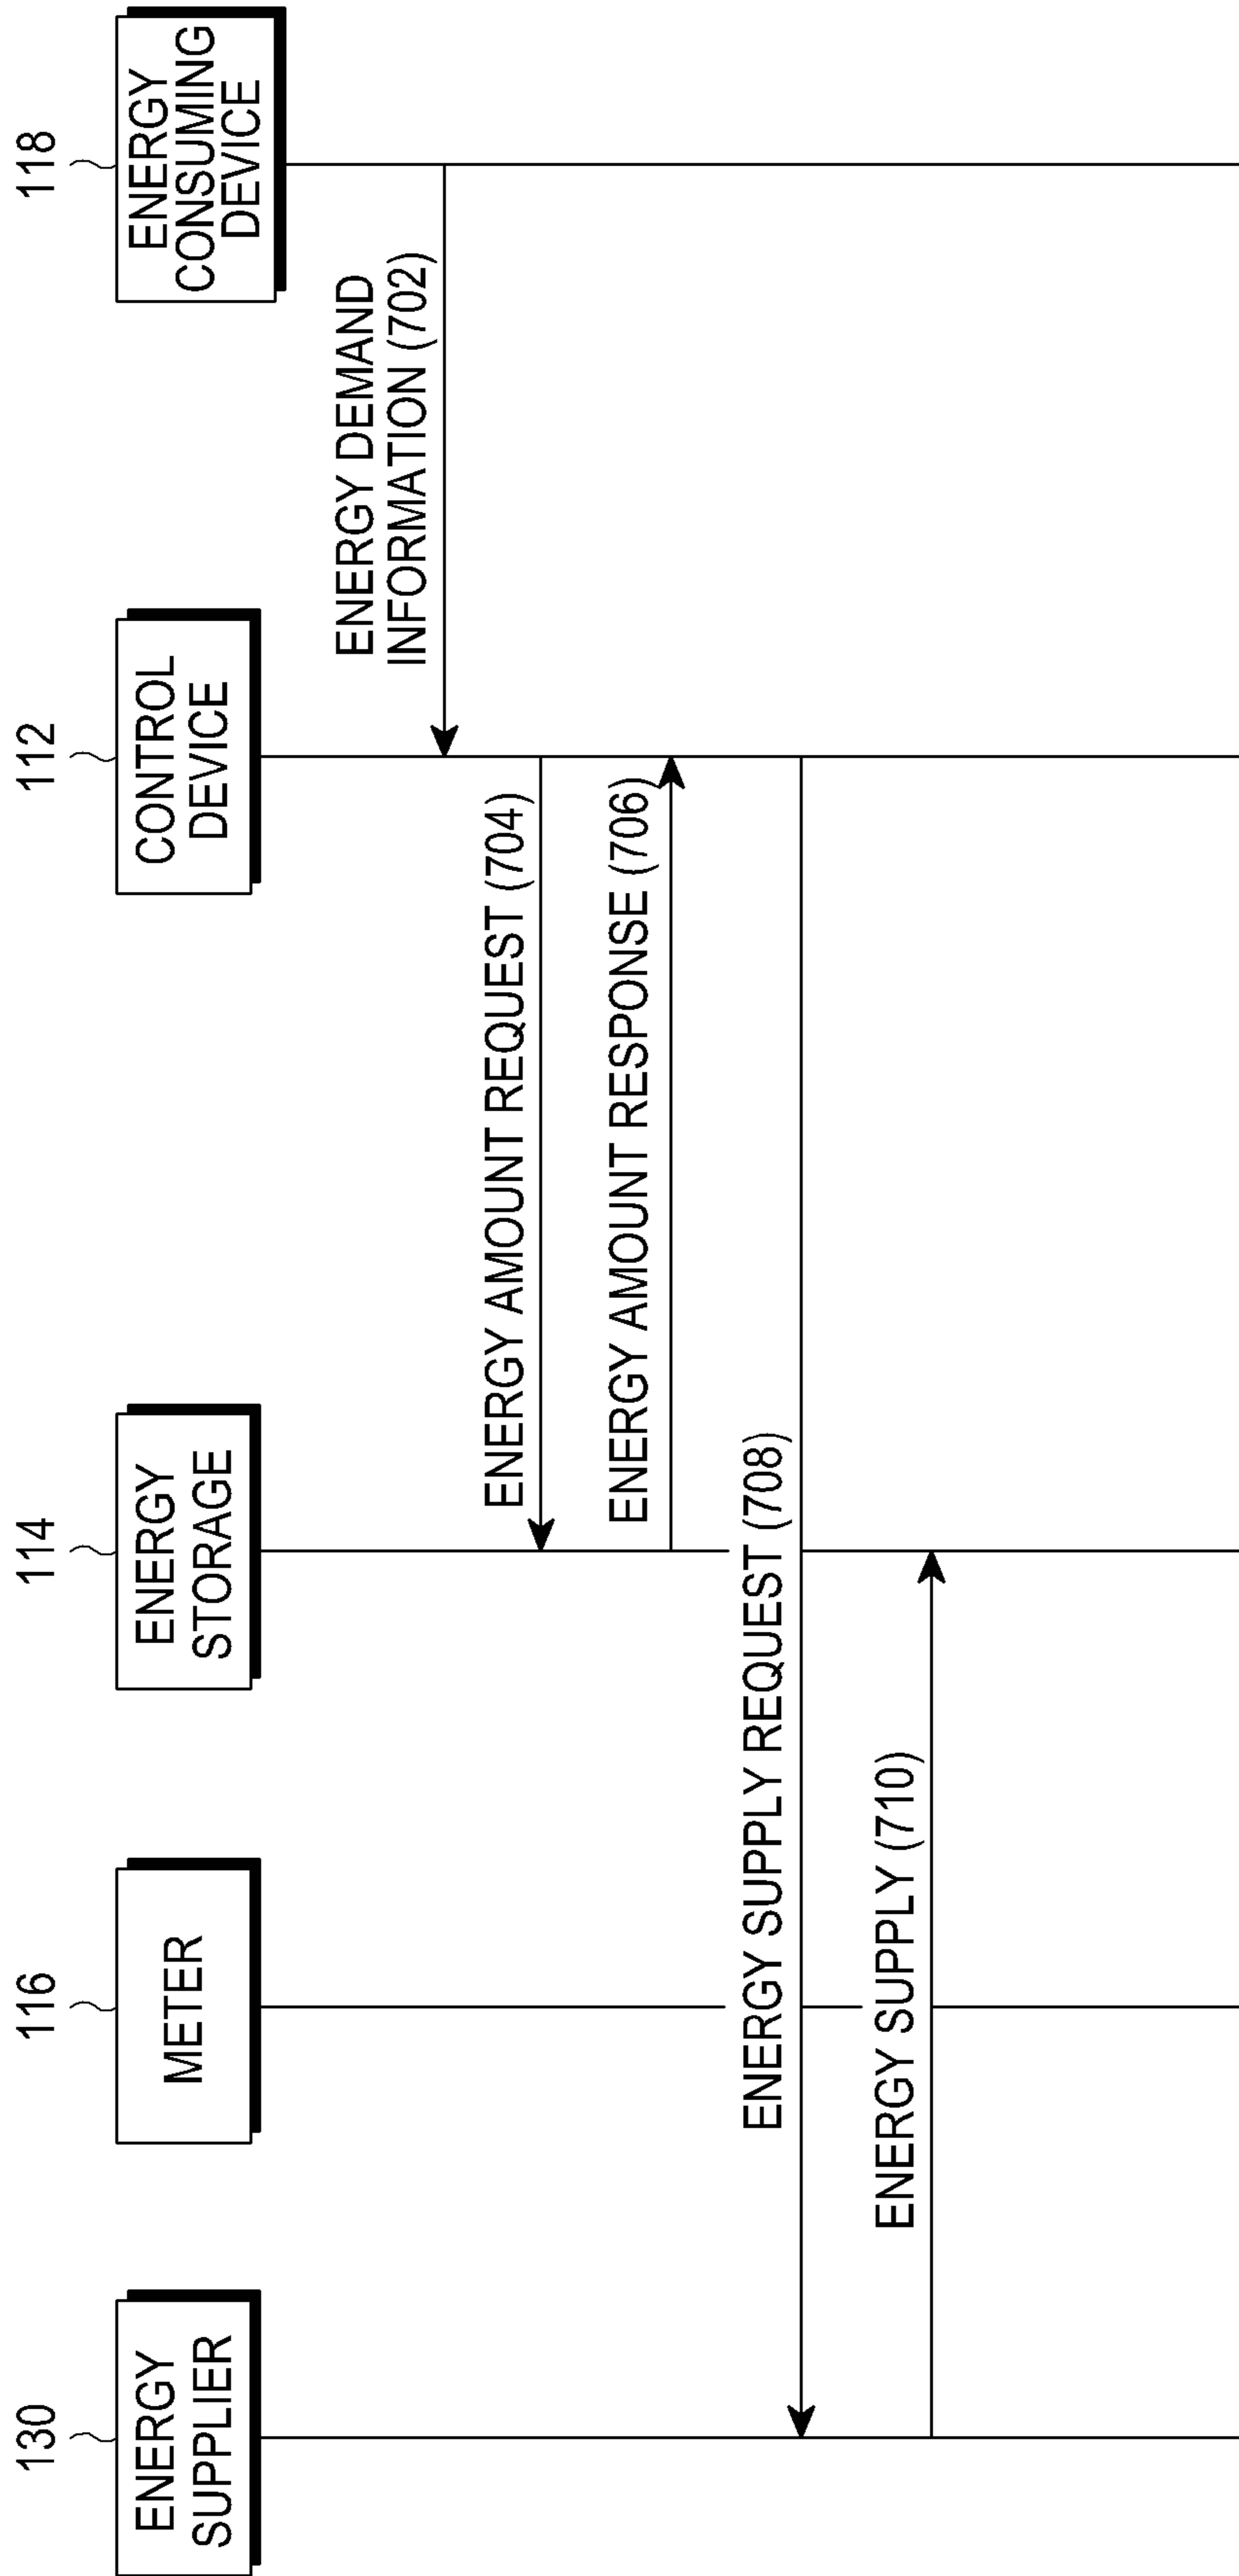 130
116
114
112
118
ENERGY
SUPPLIER
METER
ENERGY
STORAGE
CONTROL
DEVICE
ENERGY
CONSUMING
DEVICE
ENERGY DEMAND
INFORMATION (702)
ENERGY AMOUNT REQUEST (704)
ENERGY AMOUNT RESPONSE (706)
ENERGY SUPPLY REQUEST (708)
ENERGY SUPPLY (710)